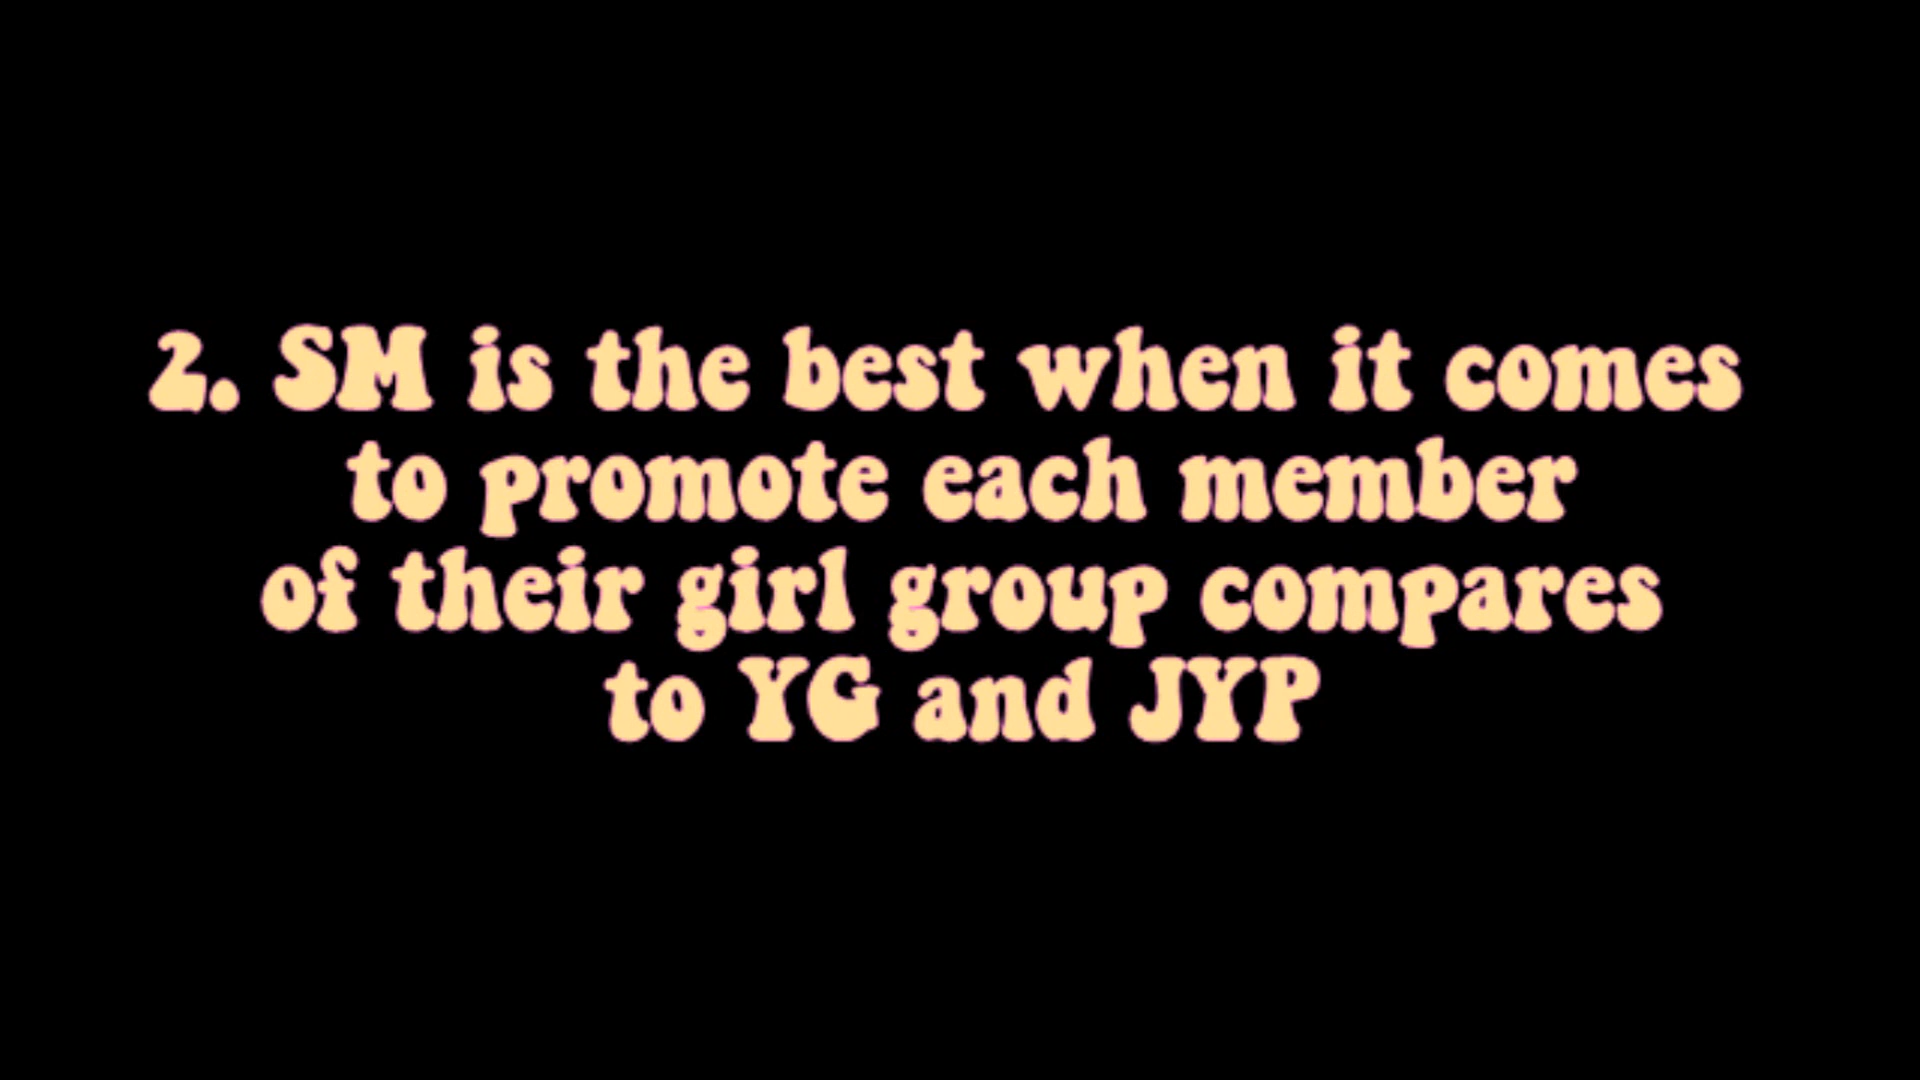 2. SM is the best when it comes
to promote each member
of their girl group compares
to YG and JYP